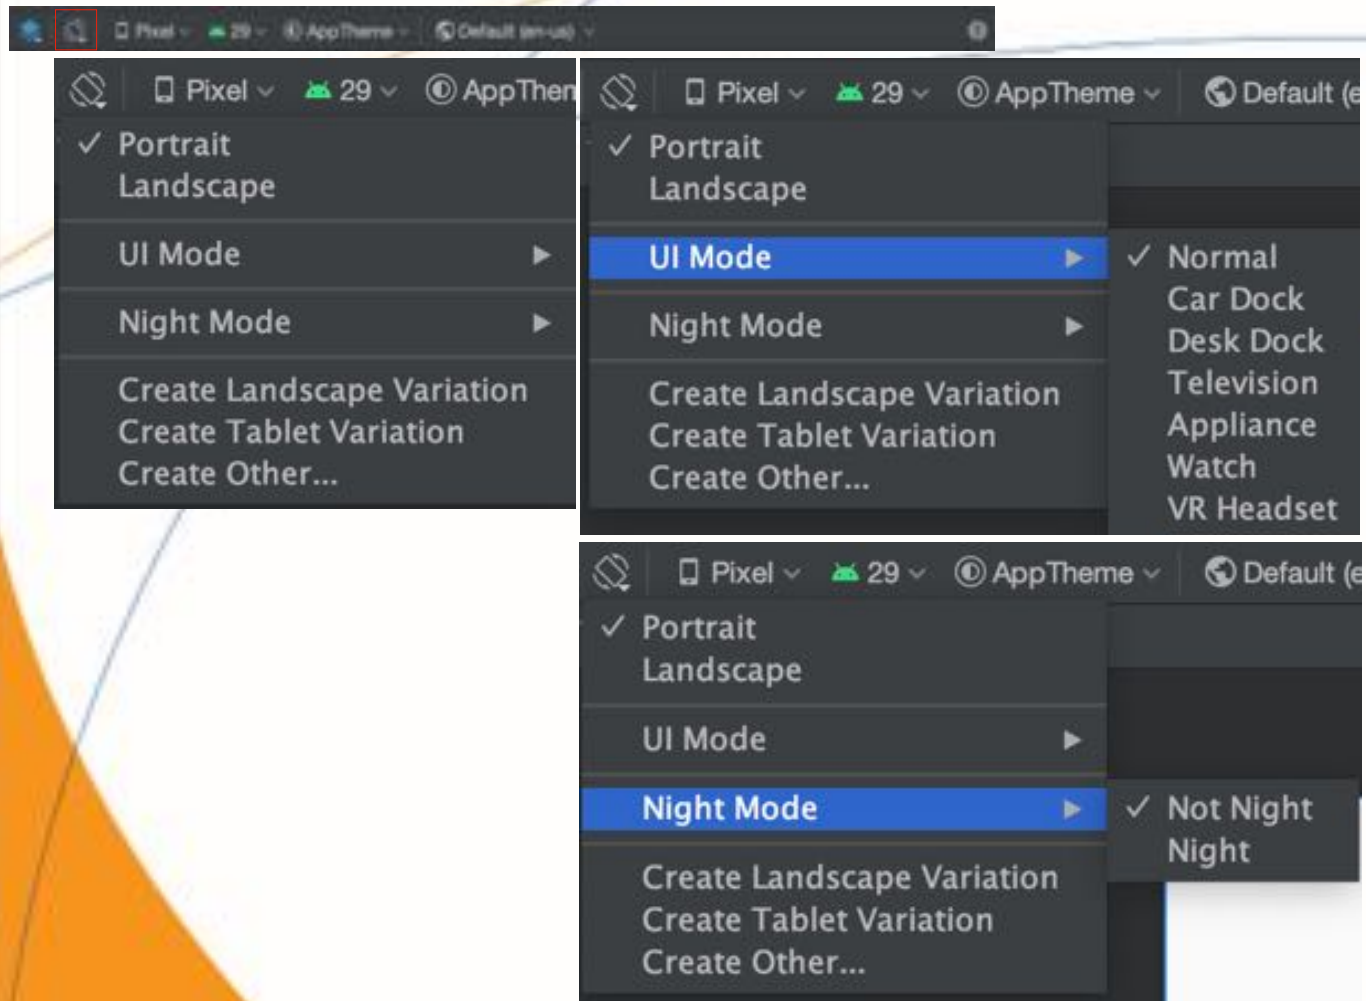 Pixel 29 AppTheme Default (en-us)
Pixel 29 AppThen
Portrait
Landscape
UI Mode
Night Mode
Create Landscape Variation
Create Tablet Variation
Create Other...
Pixel 29 AppTheme Default (e
Portrait
Landscape
UI Mode
Normal
Car Dock
Desk Dock
Television
Appliance
Watch
VR Headset
Night Mode
Create Landscape Variation
Create Tablet Variation
Create Other...
Pixel 29 AppTheme Default (e
Portrait
Landscape
UI Mode
Night Mode
Not Night
Night
Create Landscape Variation
Create Tablet Variation
Create Other...